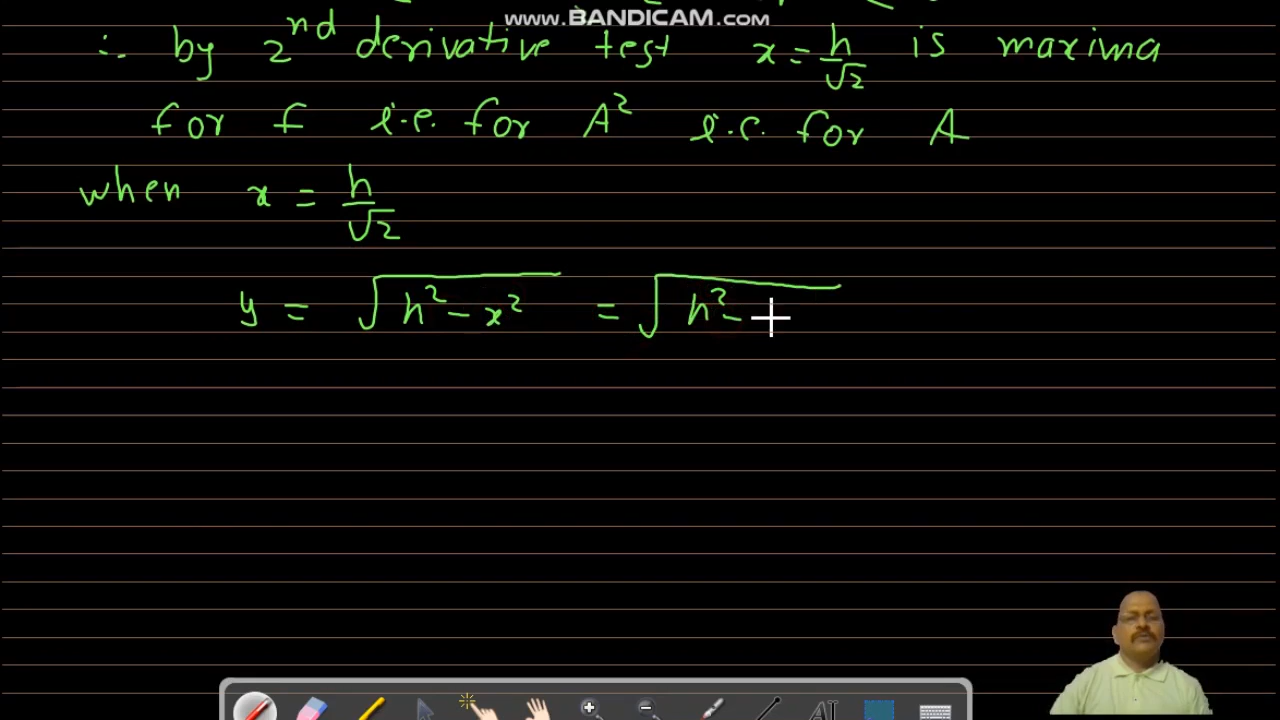 www.BANDICAM.com
∴ by 2nd derivative test x = h/√2 is maxima
for f i.e. for A² i.e. for A
when x = h/√2
y = √(h² - x²) = √(h² -
AI